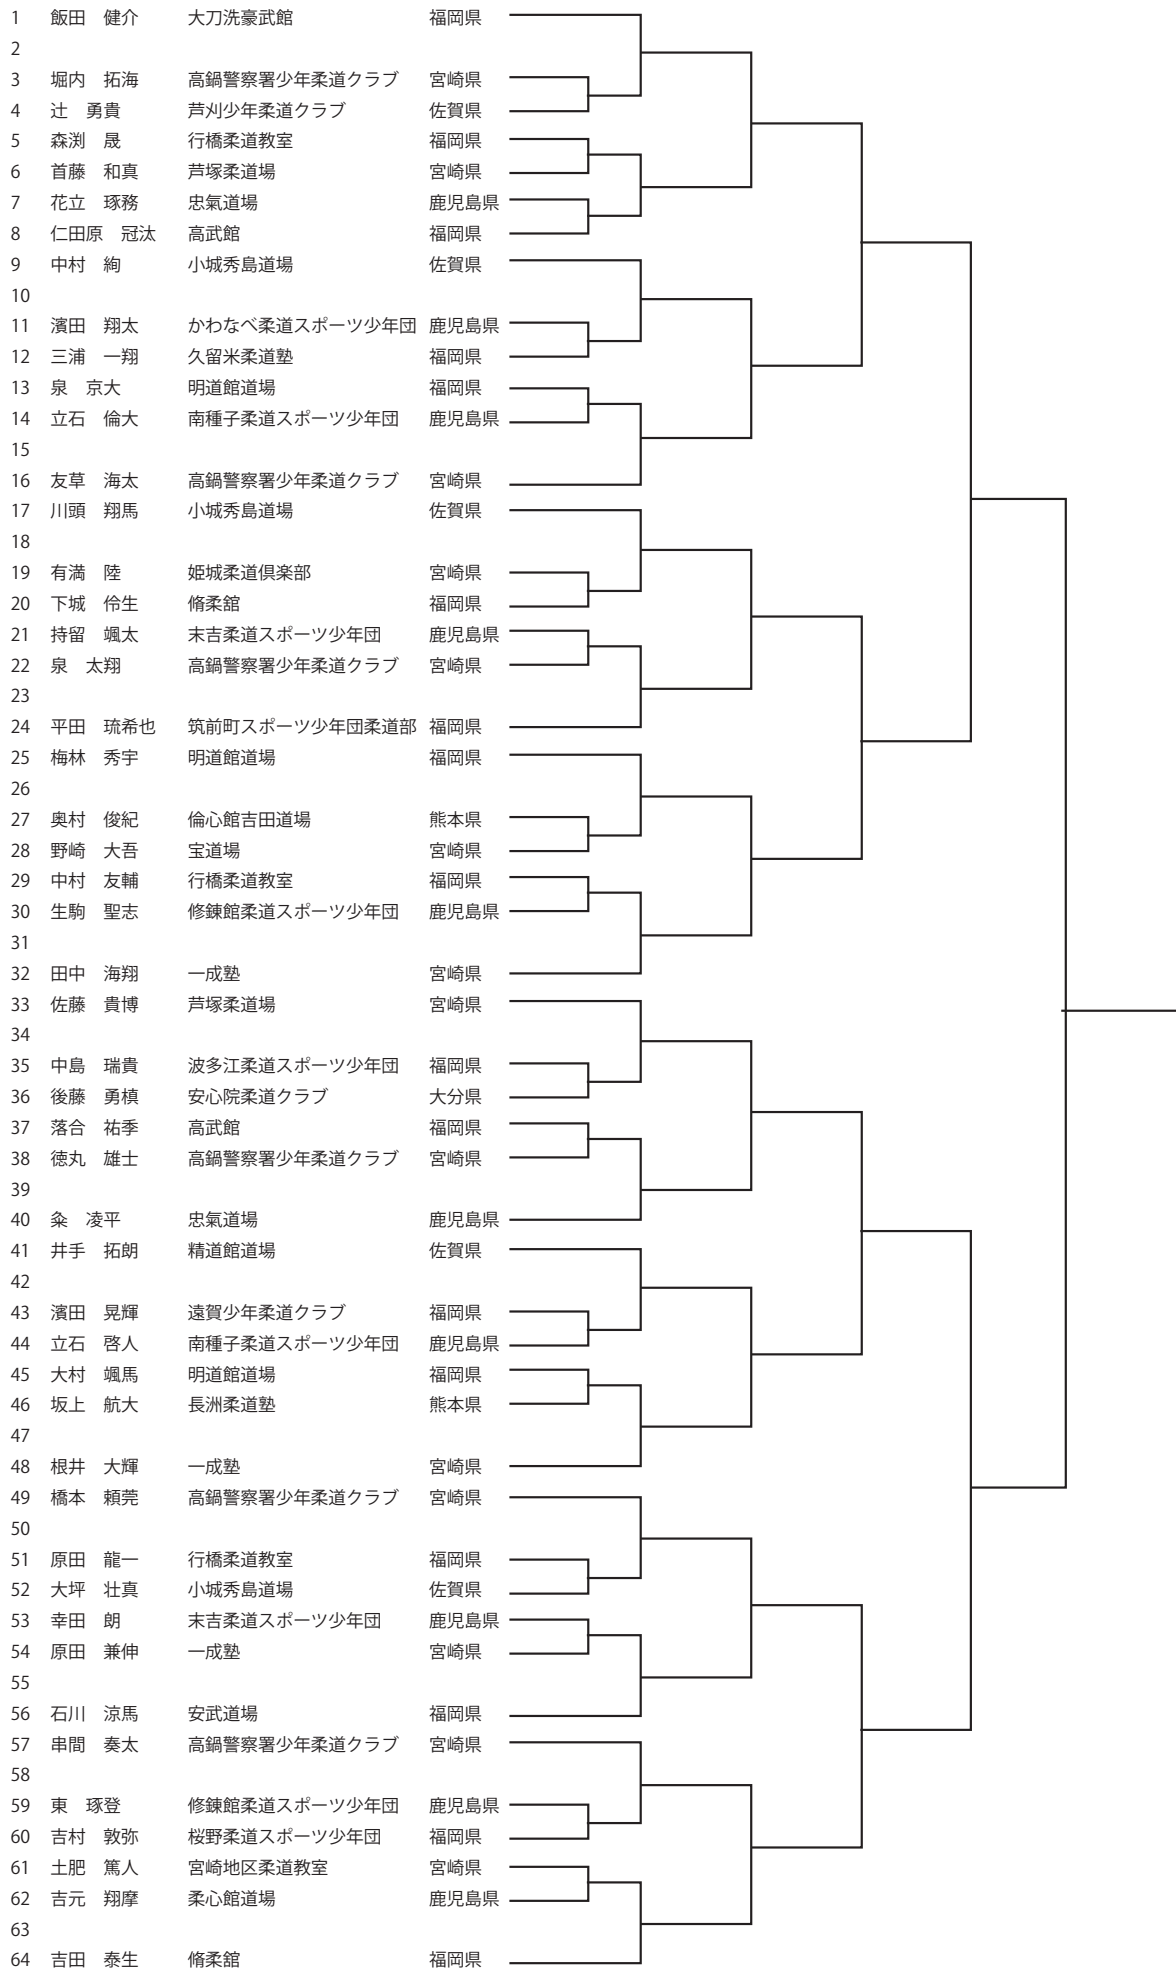 1 飯田 健介 大刀洗豪武館 福岡県
2
3 堀内 拓海 高鍋警察署少年柔道クラブ 宮崎県
4 辻 勇貴 芦刈少年柔道クラブ 佐賀県
5 森渕 晟 行橋柔道教室 福岡県
6 首藤 和真 芦塚柔道場 宮崎県
7 花立 琢務 忠氣道場 鹿児島県
8 仁田原 冠汰 高武館 福岡県
9 中村 絢 小城秀島道場 佐賀県
10
11 濱田 翔太 かわなべ柔道スポーツ少年団 鹿児島県
12 三浦 一翔 久留米柔道塾 福岡県
13 泉 京大 明道館道場 福岡県
14 立石 倫大 南種子柔道スポーツ少年団 鹿児島県
15
16 友草 海太 高鍋警察署少年柔道クラブ 宮崎県
17 川頭 翔馬 小城秀島道場 佐賀県
18
19 有満 陸 姫城柔道倶楽部 宮崎県
20 下城 伶生 脩柔舘 福岡県
21 持留 颯太 末吉柔道スポーツ少年団 鹿児島県
22 泉 太翔 高鍋警察署少年柔道クラブ 宮崎県
23
24 平田 琉希也 筑前町スポーツ少年団柔道部 福岡県
25 梅林 秀宇 明道館道場 福岡県
26
27 奥村 俊紀 倫心館吉田道場 熊本県
28 野崎 大吾 宝道場 宮崎県
29 中村 友輔 行橋柔道教室 福岡県
30 生駒 聖志 修錬館柔道スポーツ少年団 鹿児島県
31
32 田中 海翔 一成塾 宮崎県
33 佐藤 貴博 芦塚柔道場 宮崎県
34
35 中島 瑞貴 波多江柔道スポーツ少年団 福岡県
36 後藤 勇槙 安心院柔道クラブ 大分県
37 落合 祐季 高武館 福岡県
38 徳丸 雄士 高鍋警察署少年柔道クラブ 宮崎県
39
40 粂 凌平 忠氣道場 鹿児島県
41 井手 拓朗 精道館道場 佐賀県
42
43 濱田 晃輝 遠賀少年柔道クラブ 福岡県
44 立石 啓人 南種子柔道スポーツ少年団 鹿児島県
45 大村 颯馬 明道館道場 福岡県
46 坂上 航大 長洲柔道塾 熊本県
47
48 根井 大輝 一成塾 宮崎県
49 橋本 頼莞 高鍋警察署少年柔道クラブ 宮崎県
50
51 原田 龍一 行橋柔道教室 福岡県
52 大坪 壮真 小城秀島道場 佐賀県
53 幸田 朗 末吉柔道スポーツ少年団 鹿児島県
54 原田 兼伸 一成塾 宮崎県
55
56 石川 涼馬 安武道場 福岡県
57 串間 奏太 高鍋警察署少年柔道クラブ 宮崎県
58
59 東 琢登 修錬館柔道スポーツ少年団 鹿児島県
60 吉村 敦弥 桜野柔道スポーツ少年団 福岡県
61 土肥 篤人 宮崎地区柔道教室 宮崎県
62 吉元 翔摩 柔心館道場 鹿児島県
63
64 吉田 泰生 脩柔舘 福岡県